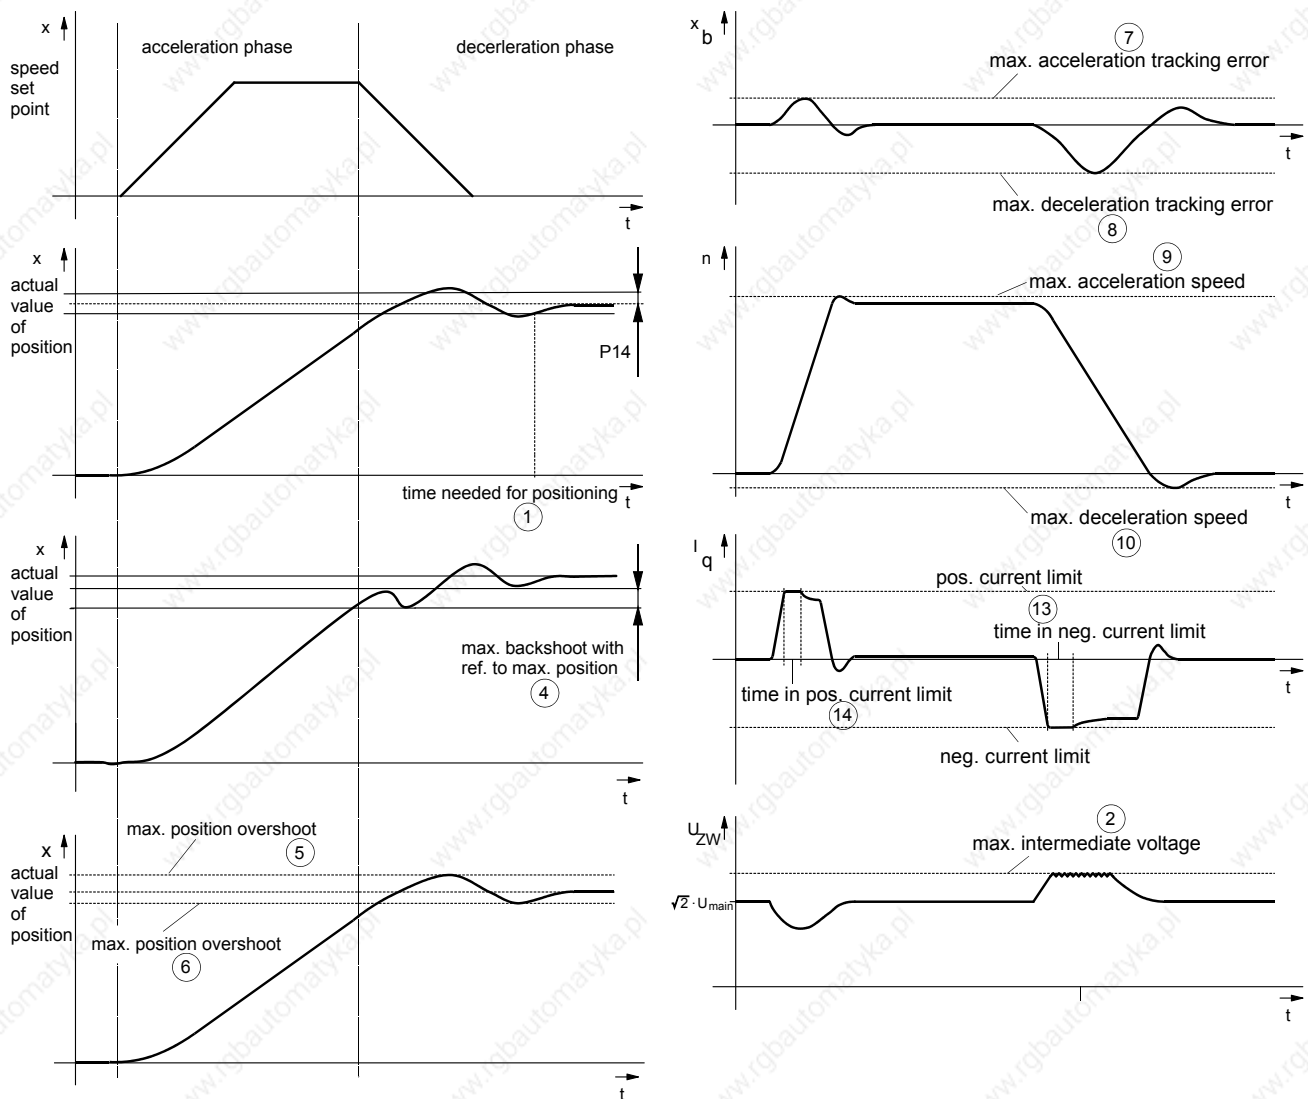 x
acceleration phase
decerleration phase
speed
set
point
t
x
actual
value
of
position
P14
time needed for positioning
t
1
x
actual
value
of
position
max. backshoot with
ref. to max. position
4
t
max. position overshoot
5
x
actual
value
of
position
max. position overshoot
6
t
x b
7
max. acceleration tracking error
t
max. deceleration tracking error
8
n
9
max. acceleration speed
t
max. deceleration speed
10
I q
pos. current limit
13
time in neg. current limit
t
time in pos. current limit
14
neg. current limit
U ZW
2
max. intermediate voltage
√2 · U main
t
www.rgbautomatyka.pl